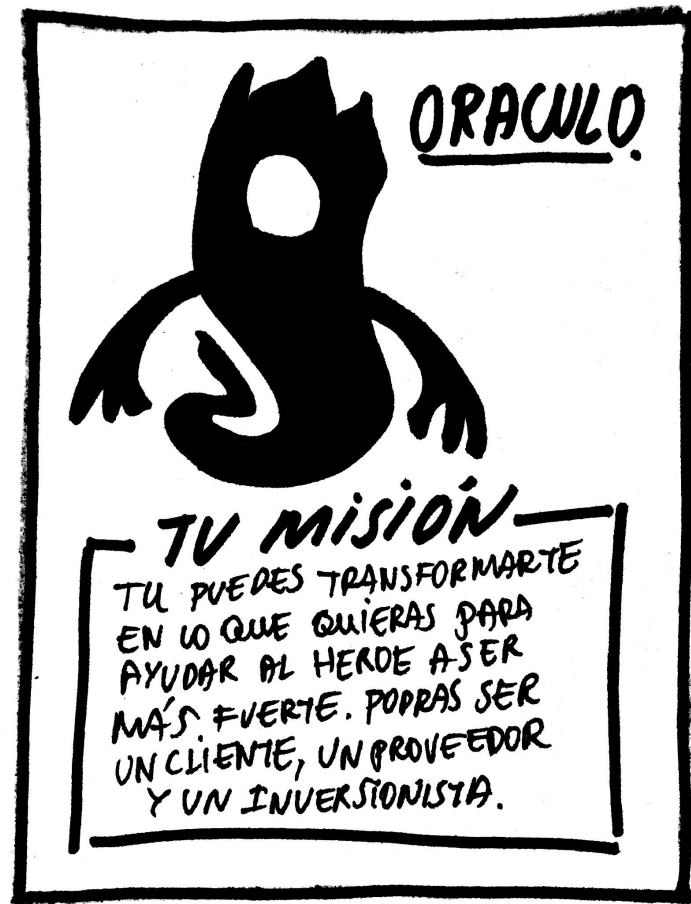 ORACULO.
TU MISIÓN
TU PUEDES TRANSFORMARTE
EN LO QUE QUIERAS PARA
AYUDAR AL HEROE A SER
MÁS FUERTE. PODRAS SER
UN CLIENTE, UN PROVEEDOR
Y UN INVERSIONISTA.